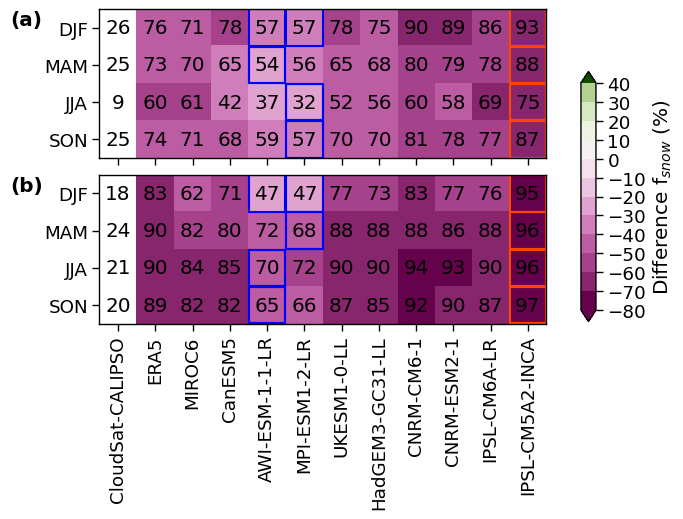 (a)
DJF 26 76 71 78 57 57 78 75 90 89 86 93
MAM 25 73 70 65 54 56 65 68 80 79 78 88
JJA 9 60 61 42 37 32 52 56 60 58 69 75
SON 25 74 71 68 59 57 70 70 81 78 77 87
(b)
DJF 18 83 62 71 47 47 77 73 83 77 76 95
MAM 24 90 82 80 72 68 88 88 88 86 88 96
JJA 21 90 84 85 70 72 90 90 94 93 90 96
SON 20 89 82 82 65 66 87 85 92 90 87 97
CloudSat-CALIPSO
ERA5
MIROC6
CanESM5
AWI-ESM-1-1-LR
MPI-ESM1-2-LR
UKESM1-0-LL
HadGEM3-GC31-LL
CNRM-CM6-1
CNRM-ESM2-1
IPSL-CM6A-LR
IPSL-CM5A2-INCA
40
30
20
10
0
−10
−20
−30
−40
−50
−60
−70
−80
Difference fsnow (%)